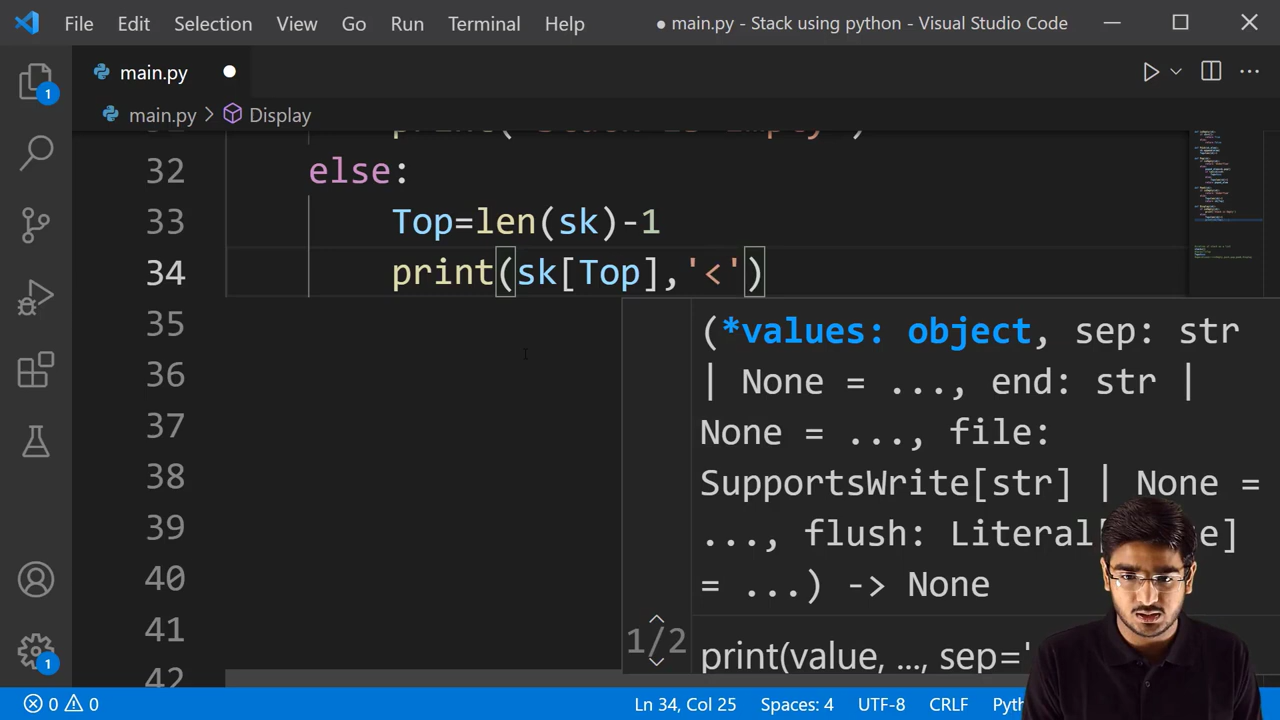 File Edit Selection View Go Run Terminal Help ● main.py - Stack using python - Visual Studio Code
main.py
main.py > Display
32 else:
33 Top=len(sk)-1
34 print(sk[Top],'<')
35
36
37
38
39
40
41
42
(*values: object, sep: str
| None = ..., end: str |
None = ..., file:
SupportsWrite[str] | None =
..., flush: e]
= ...) -> None
1/2
print(value, ..., sep='
1
1
0 0 Ln 34, Col 25 Spaces: 4 UTF-8 CRLF